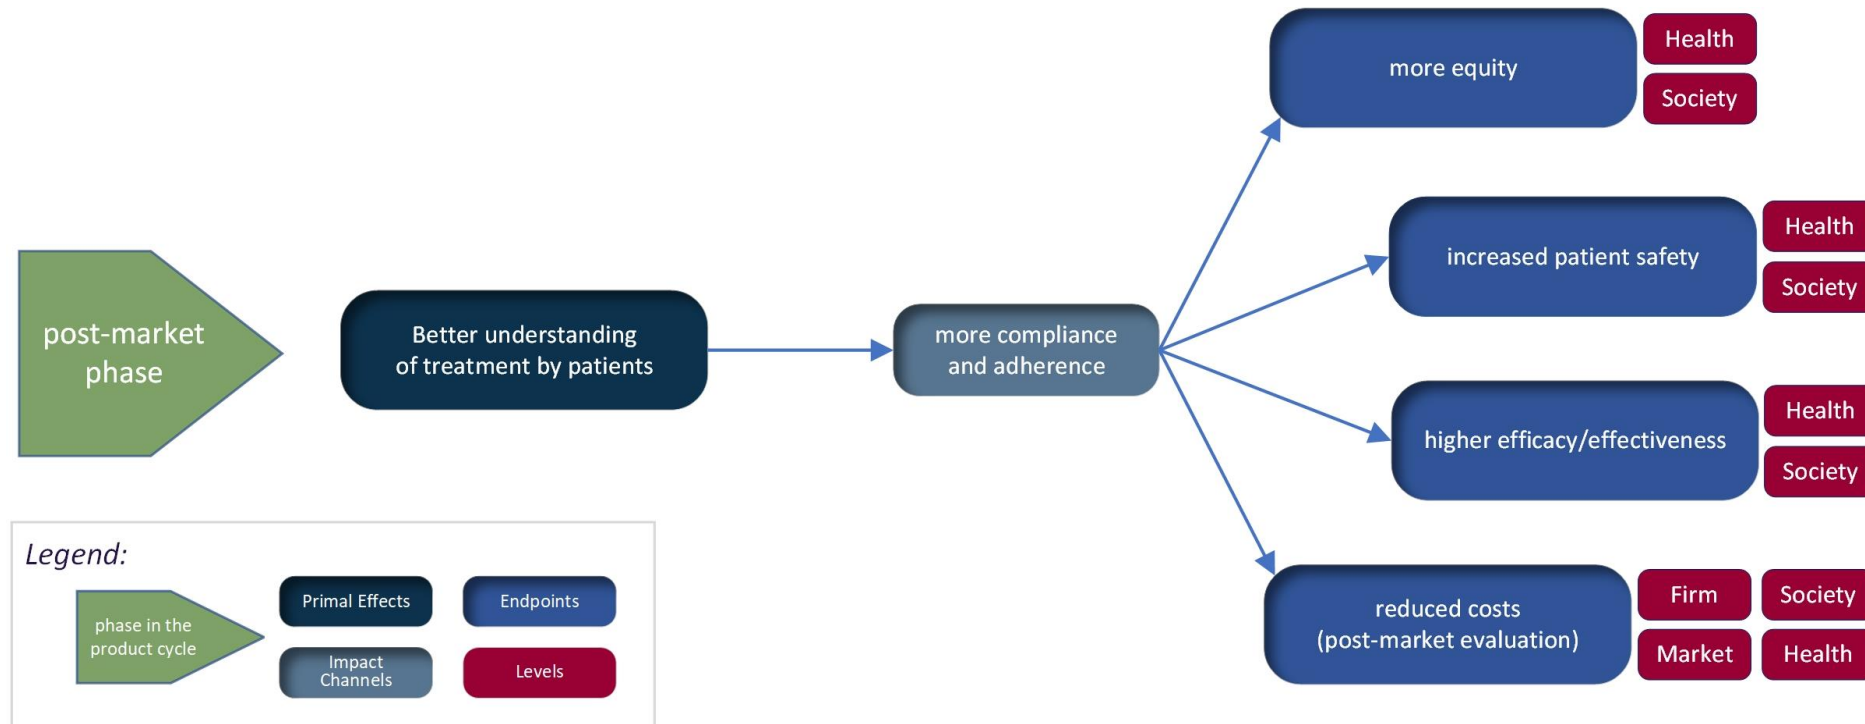 post-market
phase
Better understanding
of treatment by patients
more compliance
and adherence
more equity
Health
Society
increased patient safety
Health
Society
higher efficacy/effectiveness
Health
Society
reduced costs
(post-market evaluation)
Firm
Society
Market
Health
Legend:
phase in the
product cycle
Primal Effects
Endpoints
Impact
Channels
Levels